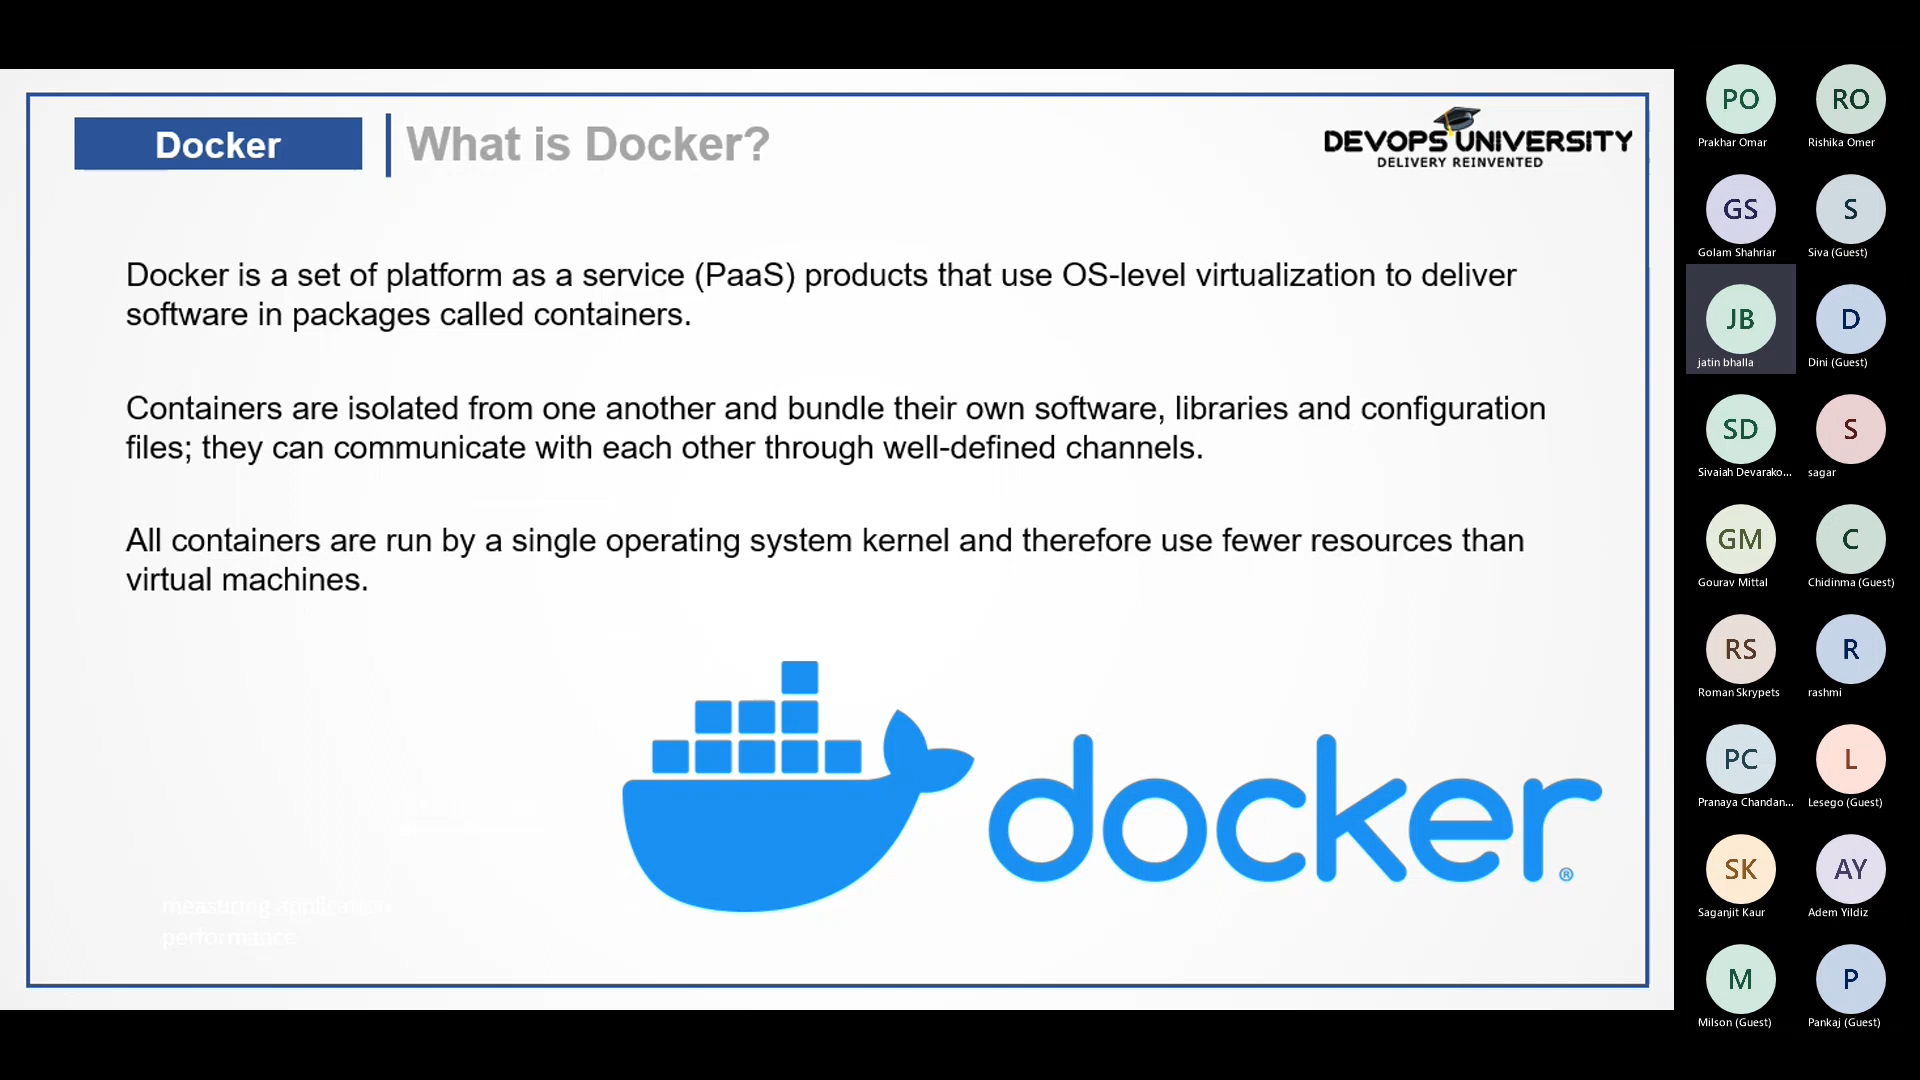 Docker
What is Docker?
DEVOPS UNIVERSITY
DELIVERY REINVENTED
Docker is a set of platform as a service (PaaS) products that use OS-level virtualization to deliver
software in packages called containers.
Containers are isolated from one another and bundle their own software, libraries and configuration
files; they can communicate with each other through well-defined channels.
All containers are run by a single operating system kernel and therefore use fewer resources than
virtual machines.
docker®
measuring application
performance
PO
Prakhar Omar
RO
Rishika Omer
GS
Golam Shahriar
S
Siva (Guest)
JB
jatin bhalla
D
Dini (Guest)
SD
Sivaiah Devarako...
S
sagar
GM
Gourav Mittal
C
Chidinma (Guest)
RS
Roman Skrypets
R
rashmi
PC
Pranaya Chandan...
L
Lesego (Guest)
SK
Saganjit Kaur
AY
Adem Yildiz
M
Milson (Guest)
P
Pankaj (Guest)